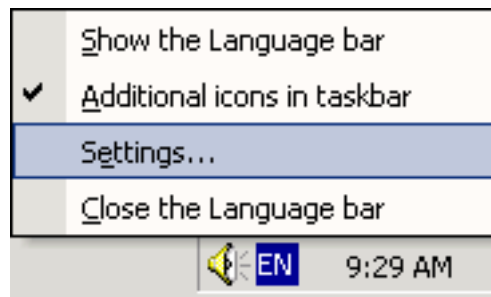 Show the Language bar
Additional icons in taskbar
Settings...
Close the Language bar
EN 9:29 AM